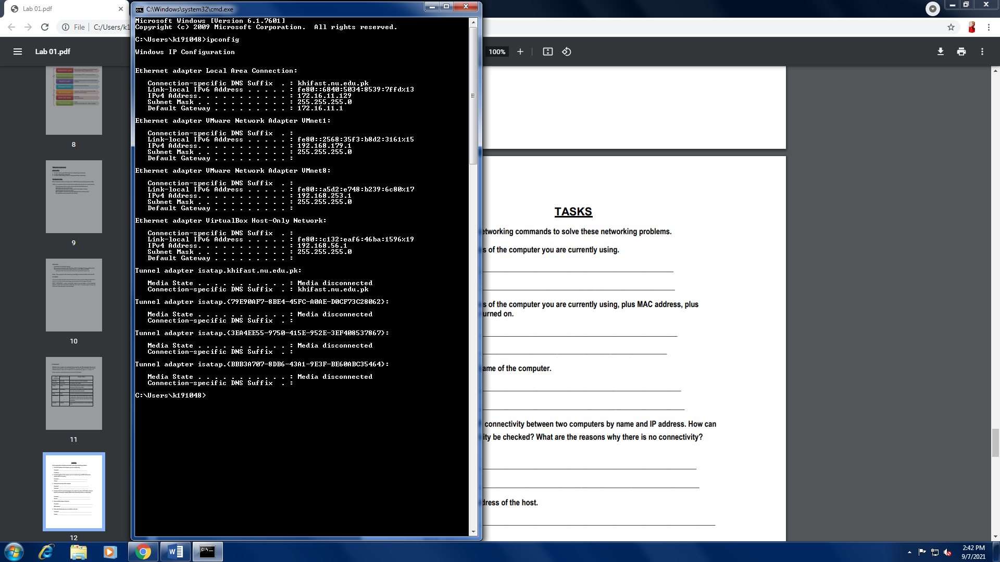 Lab 01.pdf
File
C:/Users/k1
Lab 01.pdf
100%
8
9
10
11
12
C:\Windows\system32\cmd.exe
Microsoft Windows [Version 6.1.7601]
Copyright (c) 2009 Microsoft Corporation.  All rights reserved.
C:\Users\k191048>ipconfig
Windows IP Configuration
Ethernet adapter Local Area Connection:
Connection-specific DNS Suffix  . : khifast.nu.edu.pk
Link-local IPv6 Address . . . . . : fe80::6840:5034:8539:7ffd%13
IPv4 Address. . . . . . . . . . . : 172.16.11.129
Subnet Mask . . . . . . . . . . . : 255.255.255.0
Default Gateway . . . . . . . . . : 172.16.11.1
Ethernet adapter VMware Network Adapter VMnet1:
Connection-specific DNS Suffix  . :
Link-local IPv6 Address . . . . . : fe80::2568:35f3:b8d2:3161%15
IPv4 Address. . . . . . . . . . . : 192.168.179.1
Subnet Mask . . . . . . . . . . . : 255.255.255.0
Default Gateway . . . . . . . . . :
Ethernet adapter VMware Network Adapter VMnet8:
Connection-specific DNS Suffix  . :
Link-local IPv6 Address . . . . . : fe80::a5d2:e748:b239:6c80%17
IPv4 Address. . . . . . . . . . . : 192.168.253.1
Subnet Mask . . . . . . . . . . . : 255.255.255.0
Default Gateway . . . . . . . . . :
Ethernet adapter VirtualBox Host-Only Network:
Connection-specific DNS Suffix  . :
Link-local IPv6 Address . . . . . : fe80::c132:eaf6:46ba:1596%19
IPv4 Address. . . . . . . . . . . : 192.168.56.1
Subnet Mask . . . . . . . . . . . : 255.255.255.0
Default Gateway . . . . . . . . . :
Tunnel adapter isatap.khifast.nu.edu.pk:
Media State . . . . . . . . . . . : Media disconnected
Connection-specific DNS Suffix  . : khifast.nu.edu.pk
Tunnel adapter isatap.{79E90AF7-8BE4-45FC-A0AE-D0CF73C28062}:
Media State . . . . . . . . . . . : Media disconnected
Connection-specific DNS Suffix  . :
Tunnel adapter isatap.{3EA4EE55-9750-415E-952E-3EF408537867}:
Media State . . . . . . . . . . . : Media disconnected
Connection-specific DNS Suffix  . :
Tunnel adapter isatap.{BBB3A707-8DB6-43A1-9E3F-BE60ABC35464}:
Media State . . . . . . . . . . . : Media disconnected
Connection-specific DNS Suffix  . :
C:\Users\k191048>
TASKS
etworking commands to solve these networking problems.
s of the computer you are currently using.
s of the computer you are currently using, plus MAC address, plus
urned on.
ame of the computer.
connectivity between two computers by name and IP address. How can
ity be checked? What are the reasons why there is no connectivity?
dress of the host.
2:42 PM
9/7/2021